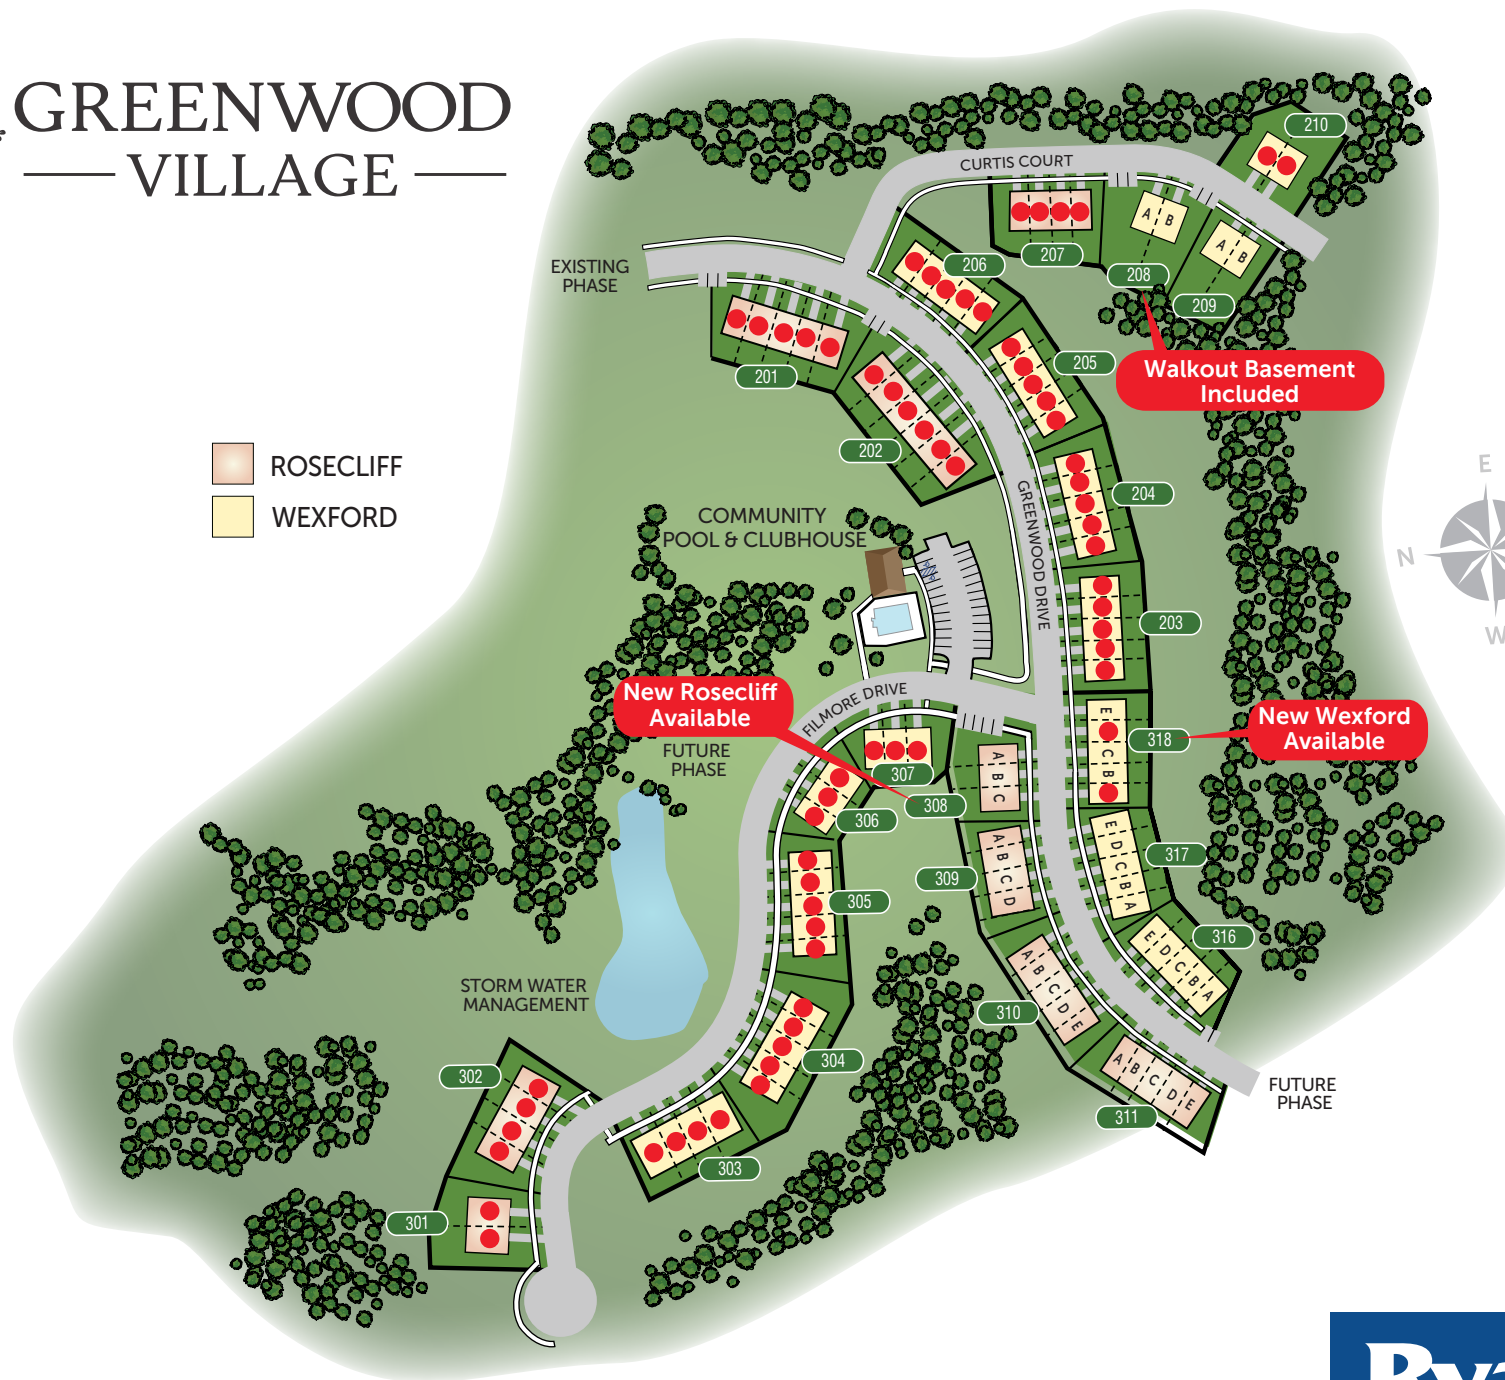 GREENWOOD
VILLAGE
ROSECLIFF
WEXFORD
EXISTING
PHASE
CURTIS COURT
210
207
206
208
209
205
201
202
204
203
Walkout Basement
Included
COMMUNITY
POOL & CLUBHOUSE
GREENWOOD DRIVE
E
N
W
FILMORE DRIVE
New Rosecliff
Available
FUTURE
PHASE
New Wexford
Available
318
307
308
306
317
309
305
316
310
304
311
303
302
301
STORM WATER
MANAGEMENT
FUTURE
PHASE
A B
A B
E C B
A B C
A B C D
E D C B A
E D C B A
A B C D E
A B C D E